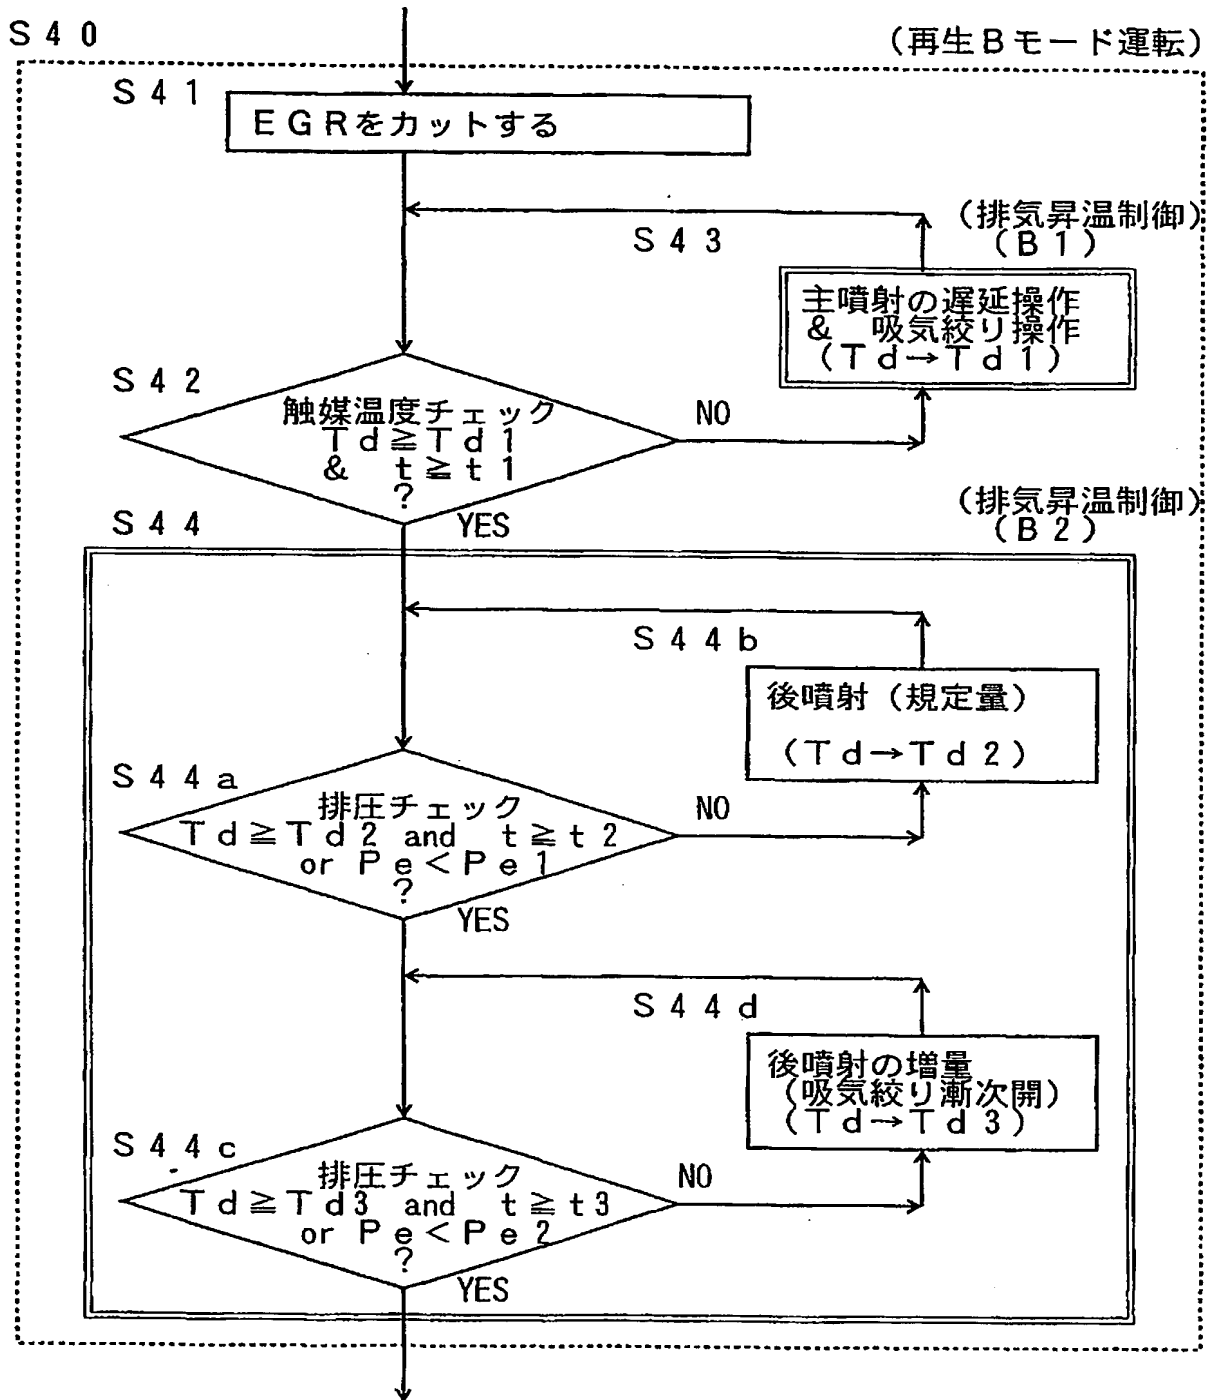 S40
(再生Bモード運転)
S41
EGRをカットする
(排気昇温制御)
(B1)
S43
主噴射の遅延操作
& 吸気絞り操作
(Td→Td1)
S42
触媒温度チェック
Td≧Td1
& t≧t1
?
NO
YES
S44
(排気昇温制御)
(B2)
S44b
後噴射(規定量)
(Td→Td2)
S44a
排圧チェック
Td≧Td2 and t≧t2
or Pe<Pe1
?
NO
YES
S44d
後噴射の増量
(吸気絞り漸次開)
(Td→Td3)
S44c
排圧チェック
Td≧Td3 and t≧t3
or Pe<Pe2
?
NO
YES